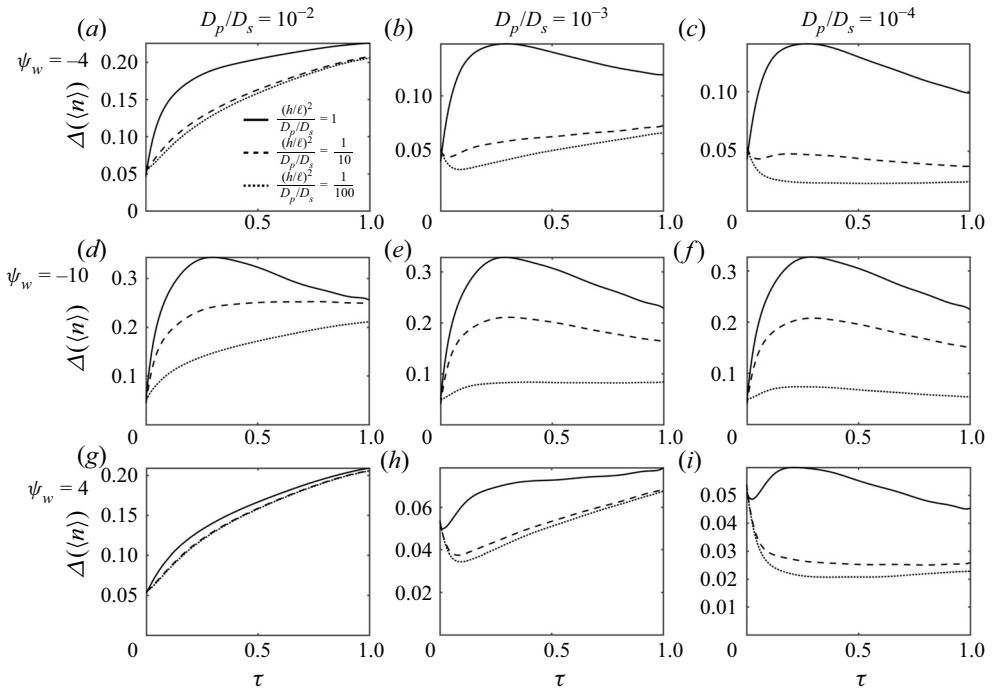 D_p/D_s = 10⁻² D_p/D_s = 10⁻³ D_p/D_s = 10⁻⁴
(a) (b) (c)
ψ_w = –4
Δ(⟨n⟩)
0.20
0.15
0.10
0.05
0
(h/ℓ)²
D_p/D_s
= 1
(h/ℓ)²
D_p/D_s
= 1/10
(h/ℓ)²
D_p/D_s
= 1/100
0.10
0.05
0
0.10
0.05
0
0.5 1.0 0.5 1.0 0.5 1.0
(d) (e) (f)
ψ_w = –10
Δ(⟨n⟩)
0.3
0.2
0.1
0
0.3
0.2
0.1
0
0.3
0.2
0.1
0
0.5 1.0 0.5 1.0 0.5 1.0
(g) (h) (i)
ψ_w = 4
Δ(⟨n⟩)
0.20
0.15
0.10
0.05
0
0.06
0.04
0.02
0
0.05
0.04
0.03
0.02
0.01
0
0.5 1.0 0.5 1.0 0.5 1.0
τ τ τ